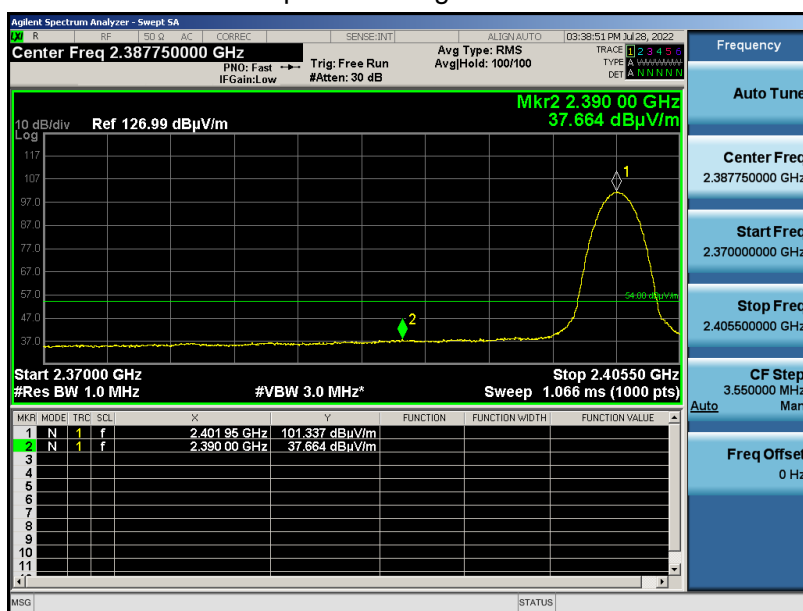 Agilent Spectrum Analyzer - Swept SA
LXI R RF 50 Ω AC CORREC SENSE:INT ALIGN AUTO 03:38:51 PM Jul 28, 2022
Center Freq 2.387750000 GHz
PNO: Fast
IFGain:Low
Trig: Free Run
#Atten: 30 dB
Avg Type: RMS
Avg|Hold: 100/100
TRACE 1 2 3 4 5 6
TYPE A WWWWW
DET A N N N N N
Mkr2 2.390 00 GHz
37.664 dBµV/m
10 dB/div Ref 126.99 dBµV/m
Log
117
107
97.0
87.0
77.0
67.0
57.0
47.0
37.0
1
2
54.00 dBµV/m
Start 2.37000 GHz Stop 2.40550 GHz
#Res BW 1.0 MHz #VBW 3.0 MHz* Sweep 1.066 ms (1000 pts)
MKR MODE TRC SCL X Y FUNCTION FUNCTION WIDTH FUNCTION VALUE
1 N 1 f 2.401 95 GHz 101.337 dBuV/m
2 N 1 f 2.390 00 GHz 37.664 dBuV/m
3
4
5
6
7
8
9
10
11
MSG STATUS
Frequency
Auto Tune
Center Freq
2.387750000 GHz
Start Freq
2.370000000 GHz
Stop Freq
2.405500000 GHz
CF Step
3.550000 MHz
Auto Man
Freq Offset
0 Hz